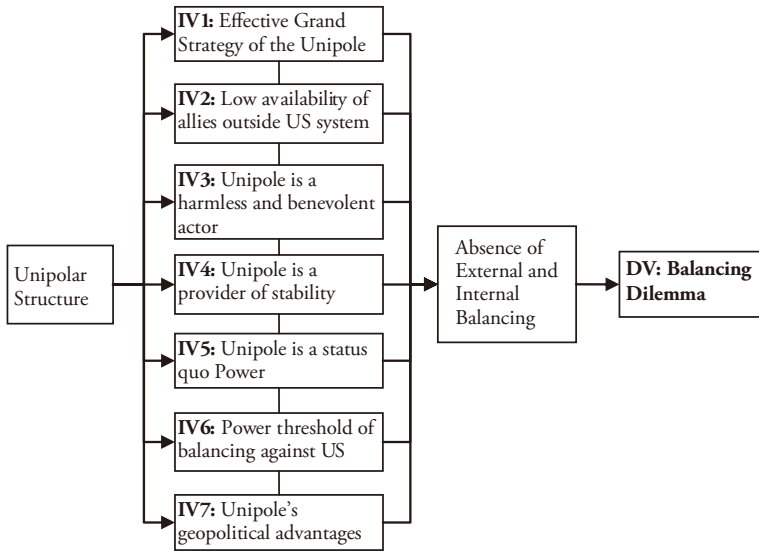 IV1: Effective Grand
Strategy of the Unipole
IV2: Low availability of
allies outside US system
IV3: Unipole is a
harmless and benevolent
actor
Unipolar
Structure
IV4: Unipole is a
provider of stability
Absence of
External and
Internal
Balancing
DV: Balancing
Dilemma
IV5: Unipole is a status
quo Power
IV6: Power threshold of
balancing against US
IV7: Unipole's
geopolitical advantages